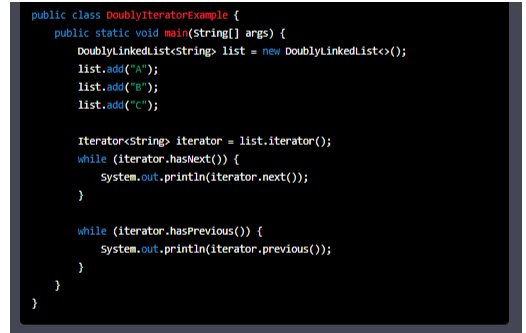 public class DoublyIteratorExample {
    public static void main(String[] args) {
        DoublyLinkedList<String> list = new DoublyLinkedList<>();
        list.add("A");
        list.add("B");
        list.add("C");

        Iterator<String> iterator = list.iterator();
        while (iterator.hasNext()) {
            System.out.println(iterator.next());
        }

        while (iterator.hasPrevious()) {
            System.out.println(iterator.previous());
        }
    }
}